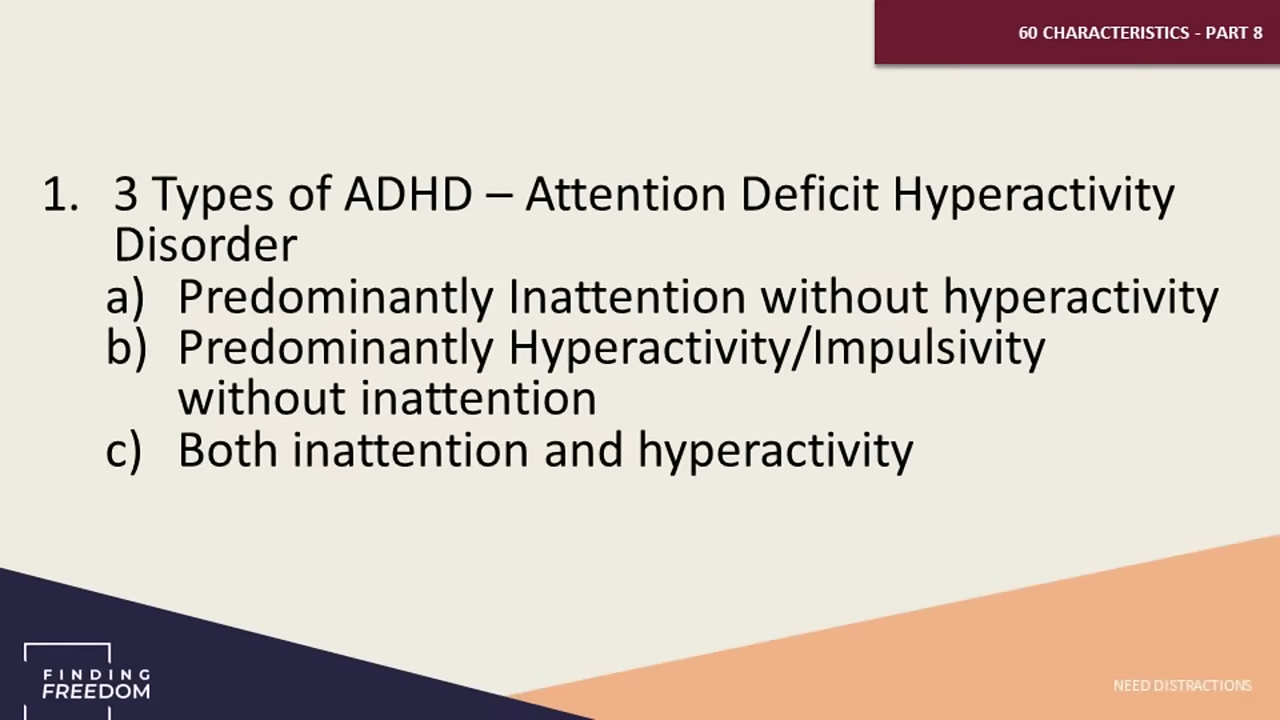 60 CHARACTERISTICS - PART 8
1. 3 Types of ADHD – Attention Deficit Hyperactivity
Disorder
a) Predominantly Inattention without hyperactivity
b) Predominantly Hyperactivity/Impulsivity
without inattention
c) Both inattention and hyperactivity
FINDING
FREEDOM
NEED DISTRACTIONS